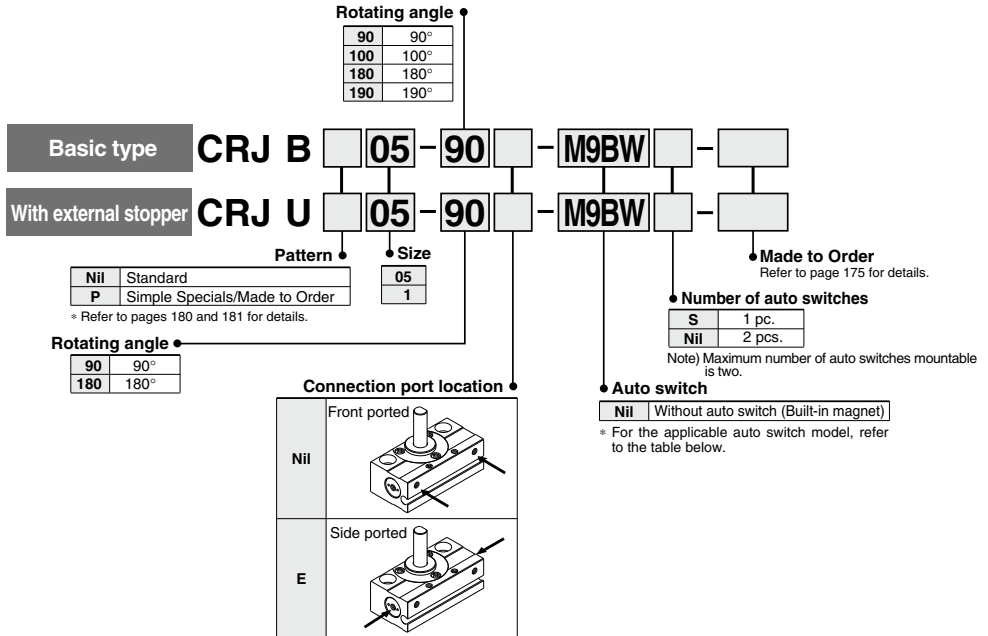 Rotating angle
90 90°
100 100°
180 180°
190 190°
Basic type CRJ B 05 - 90 - M9BW -
With external stopper CRJ U 05 - 90 - M9BW -
Pattern
Nil Standard
P Simple Specials/Made to Order
* Refer to pages 180 and 181 for details.
Size
05
1
Made to Order
Refer to page 175 for details.
Number of auto switches
S 1 pc.
Nil 2 pcs.
Note) Maximum number of auto switches mountable
is two.
Rotating angle
90 90°
180 180°
Connection port location
Nil Front ported
E Side ported
Auto switch
Nil Without auto switch (Built-in magnet)
* For the applicable auto switch model, refer
to the table below.